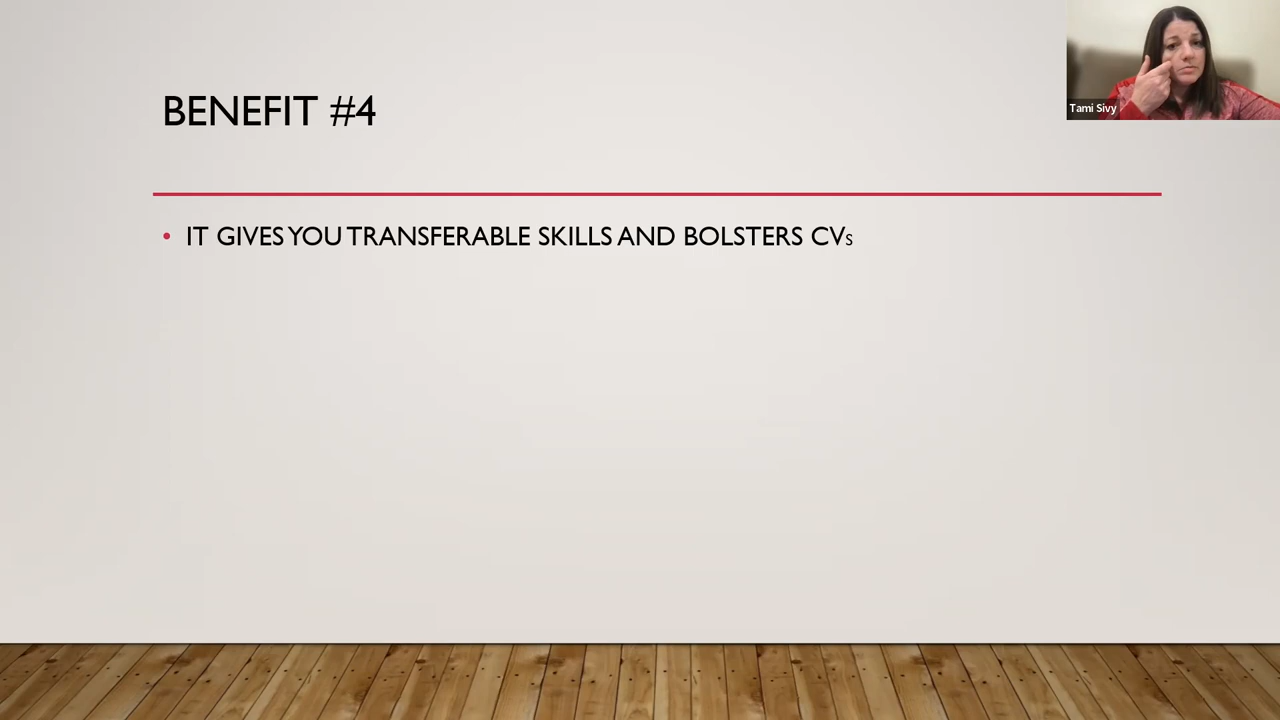 Tami Sivy
BENEFIT #4
• IT GIVES YOU TRANSFERABLE SKILLS AND BOLSTERS CVs